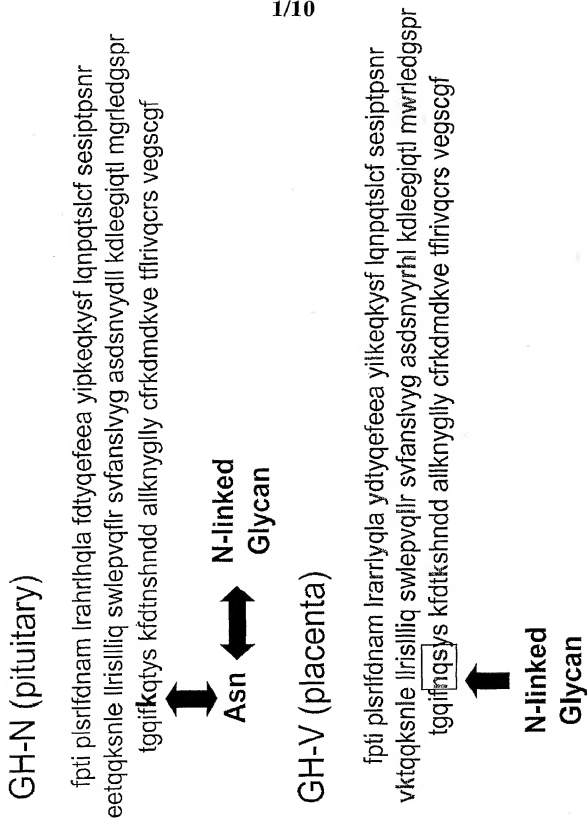 1/10
GH-N (pituitary)
fpti plsrlfdnam lrahrlhqla fdtyqefeea yipkeqkysf lqnpqtslcf sesiptpsnr
eetqqksnle llrisllliq swlepvqflr svfanslvyg asdsnvydll kdleegiqtl mgrledgspr
tgqifkqtys kfdtnshndd allknyglly cfrkdmdkve tflrivqcrs vegscgf
Asn
N-linked
Glycan
GH-V (placenta)
fpti plsrlfdnam lrarrlyqla ydtyqefeea yilkeqkysf lqnpqtslcf sesiptpsnr
vktqqksnle llrisllliq swlepvqllr svfanslvyg asdsnvyrhl kdleegiqtl mwrledgspr
tgqifnqsys kfdtkshndd allknyglly cfrkdmdkve tflrivqcrs vegscgf
N-linked
Glycan